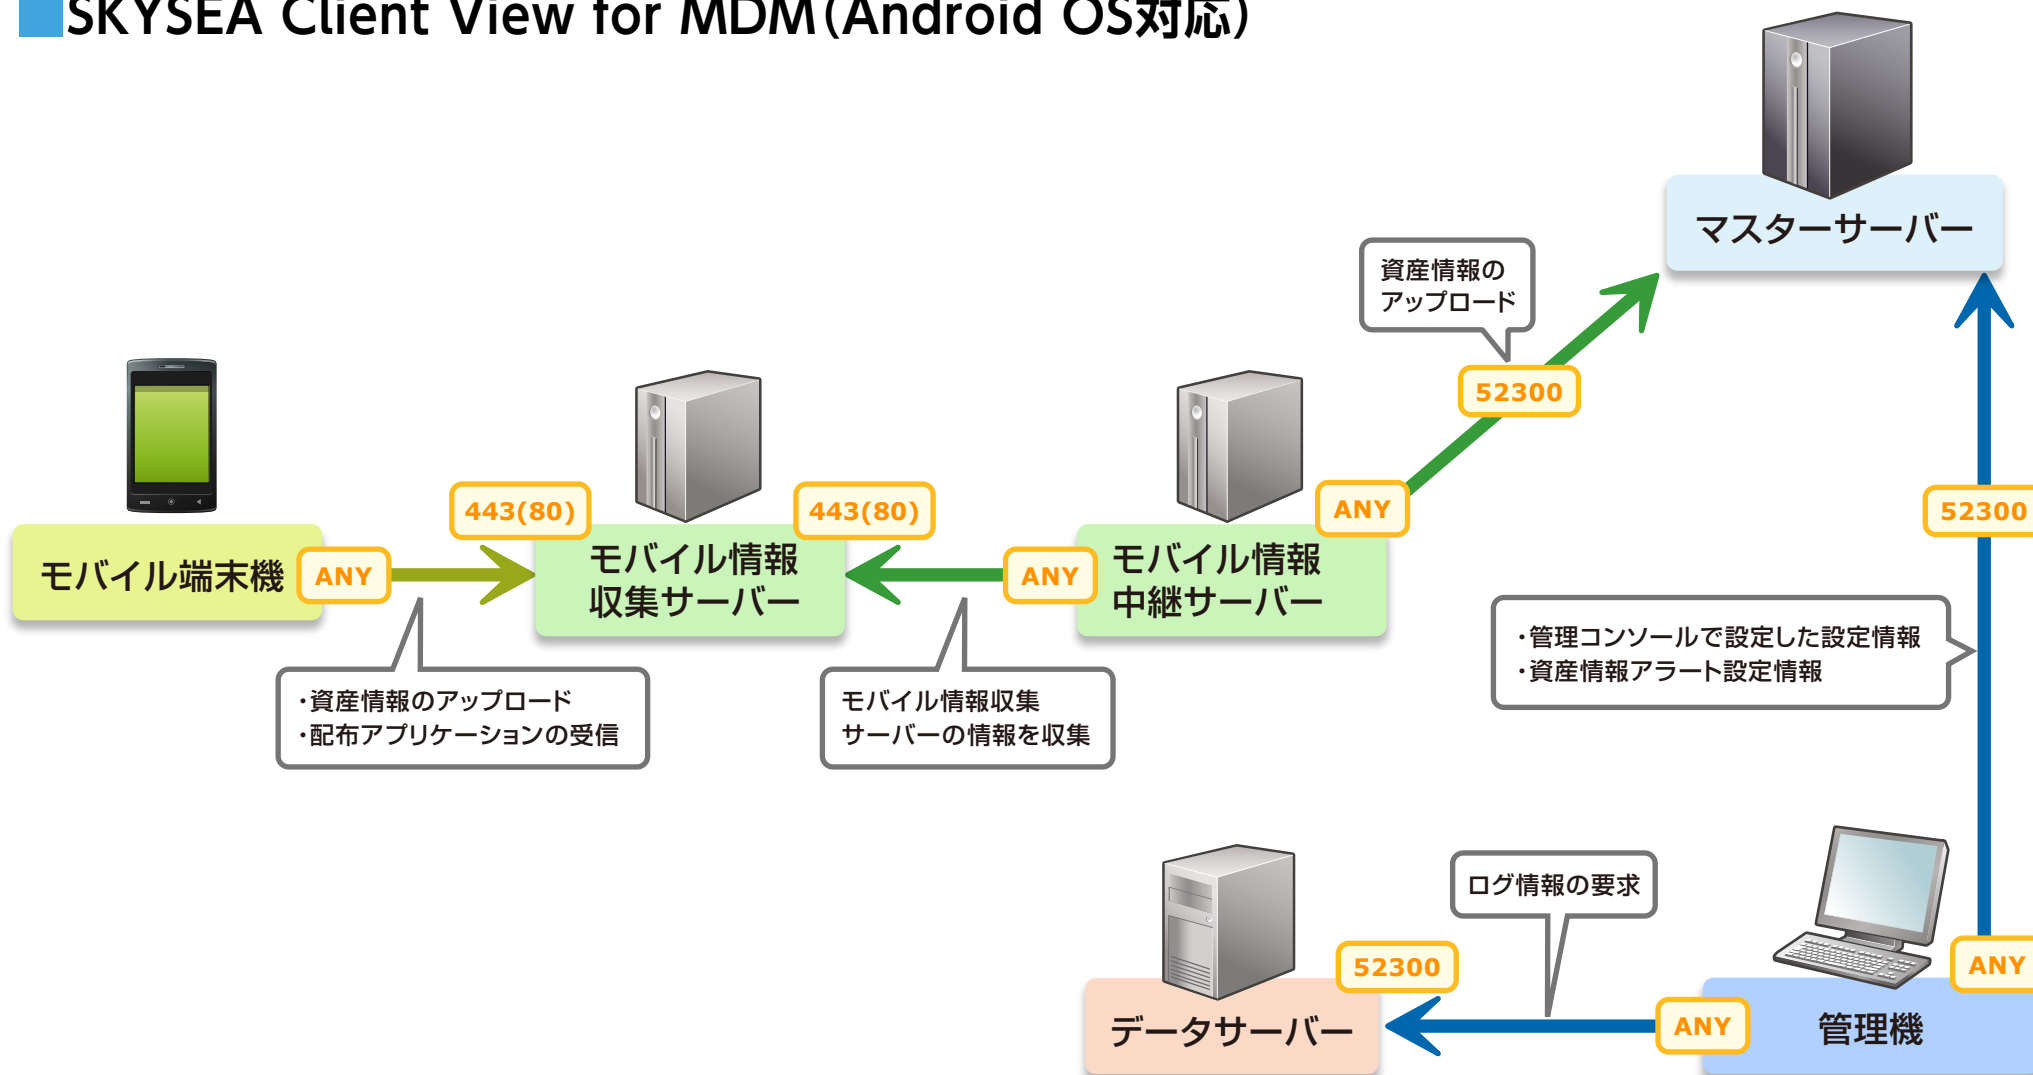 SKYSEA Client View for MDM(Android OS対応)
マスターサーバー
資産情報の
アップロード
52300
443(80)
443(80)
ANY
52300
モバイル端末機
ANY
モバイル情報
収集サーバー
ANY
モバイル情報
中継サーバー
・管理コンソールで設定した設定情報
・資産情報アラート設定情報
・資産情報のアップロード
・配布アプリケーションの受信
モバイル情報収集
サーバーの情報を収集
ログ情報の要求
52300
ANY
データサーバー
ANY
管理機